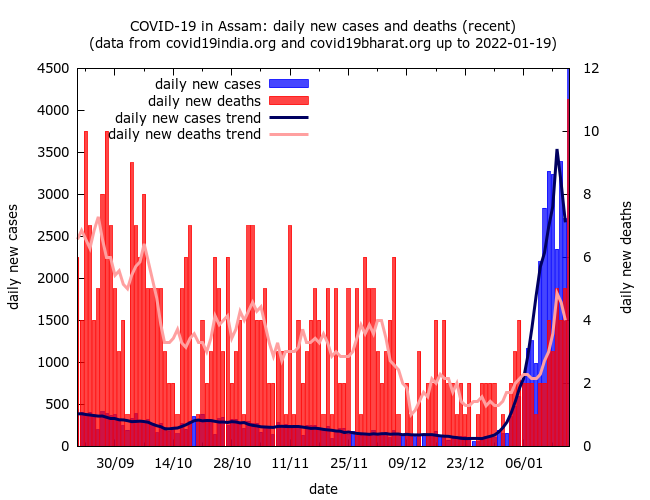 COVID-19 in Assam: daily new cases and deaths (recent)
(data from covid19india.org and covid19bharat.org up to 2022-01-19)
4500
4000
3500
3000
2500
2000
1500
1000
500
0
daily new cases
daily new cases
daily new deaths
daily new cases trend
daily new deaths trend
12
10
8
6
4
2
0
daily new deaths
30/09 14/10 28/10 11/11 25/11 09/12 23/12 06/01
date